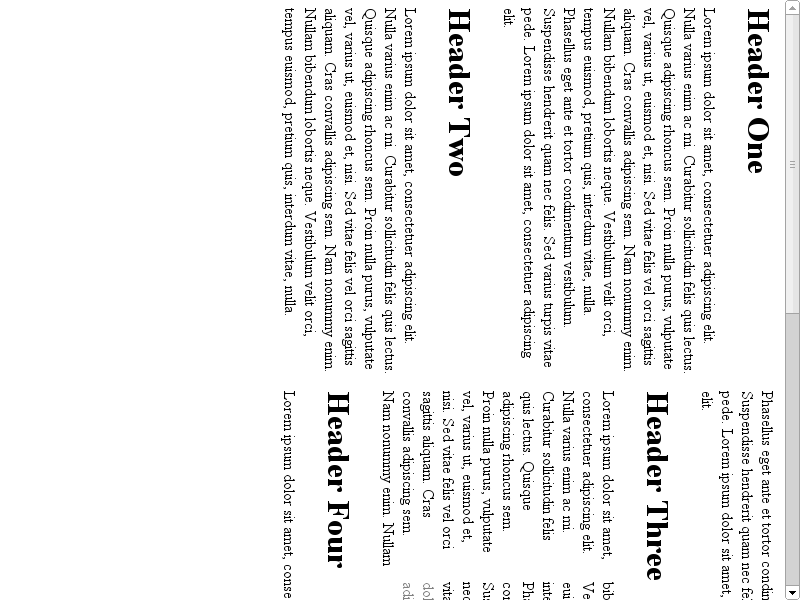 Header One
Lorem ipsum dolor sit amet, consectetuer adipiscing elit.
Nulla varius enim ac mi. Curabitur sollicitudin felis quis lectus.
Quisque adipiscing rhoncus sem. Proin nulla purus, vulputate
vel, varius ut, euismod et, nisi. Sed vitae felis vel orci sagittis
aliquam. Cras convallis adipiscing sem. Nam nonummy enim.
Nullam bibendum lobortis neque. Vestibulum velit orci,
tempus euismod, pretium quis, interdum vitae, nulla.
Phasellus eget ante et tortor condimentum vestibulum.
Suspendisse hendrerit quam nec felis. Sed varius turpis vitae
pede. Lorem ipsum dolor sit amet, consectetuer adipiscing
elit.
Header Two
Lorem ipsum dolor sit amet, consectetuer adipiscing elit.
Nulla varius enim ac mi. Curabitur sollicitudin felis quis lectus.
Quisque adipiscing rhoncus sem. Proin nulla purus, vulputate
vel, varius ut, euismod et, nisi. Sed vitae felis vel orci sagittis
aliquam. Cras convallis adipiscing sem. Nam nonummy enim.
Nullam bibendum lobortis neque. Vestibulum velit orci,
tempus euismod, pretium quis, interdum vitae, nulla.
Phasellus eget ante et tortor condin
Suspendisse hendrerit quam nec fe
pede. Lorem ipsum dolor sit amet,
elit.
Header Three
Lorem ipsum dolor sit amet,
consectetuer adipiscing elit.
Nulla varius enim ac mi.
Curabitur sollicitudin felis
quis lectus. Quisque
adipiscing rhoncus sem.
Proin nulla purus, vulputate
vel, varius ut, euismod et,
nisi. Sed vitae felis vel orci
sagittis aliquam. Cras
convallis adipiscing sem.
Nam nonummy enim. Nullam
bib
Ve
eui
inte
Pha
con
Sus
nec
vita
dol
adi
Header Four
Lorem ipsum dolor sit amet, conse